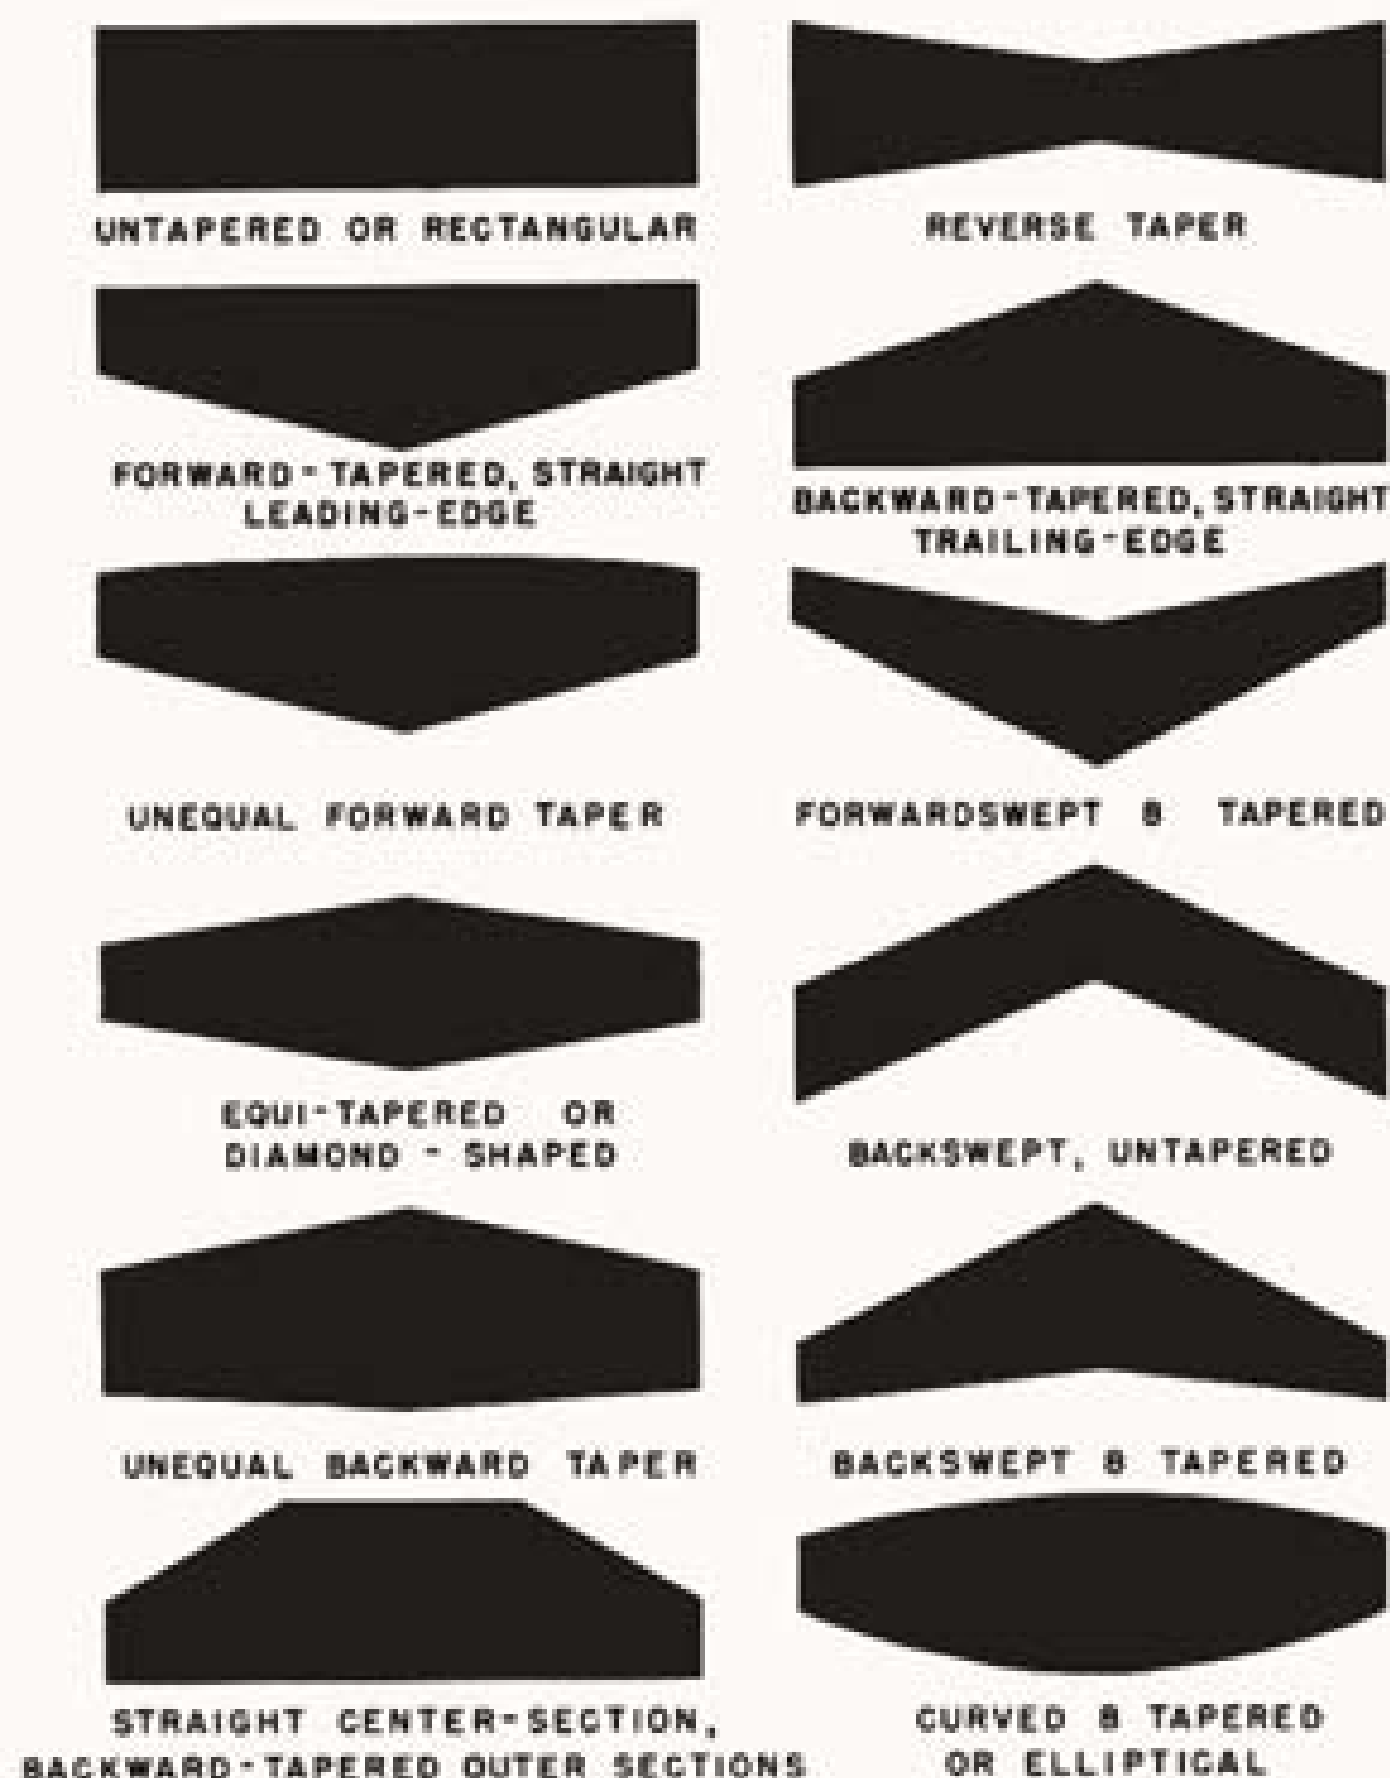 UNTAPERED OR RECTANGULAR
REVERSE TAPER
FORWARD-TAPERED, STRAIGHT
LEADING-EDGE
BACKWARD-TAPERED, STRAIGHT
TRAILING-EDGE
UNEQUAL FORWARD TAPER
FORWARDSWEPT & TAPERED
EQUI-TAPERED OR
DIAMOND - SHAPED
BACKSWEPT, UNTAPERED
UNEQUAL BACKWARD TAPER
BACKSWEPT & TAPERED
STRAIGHT CENTER-SECTION,
BACKWARD-TAPERED OUTER SECTIONS
CURVED & TAPERED
OR ELLIPTICAL